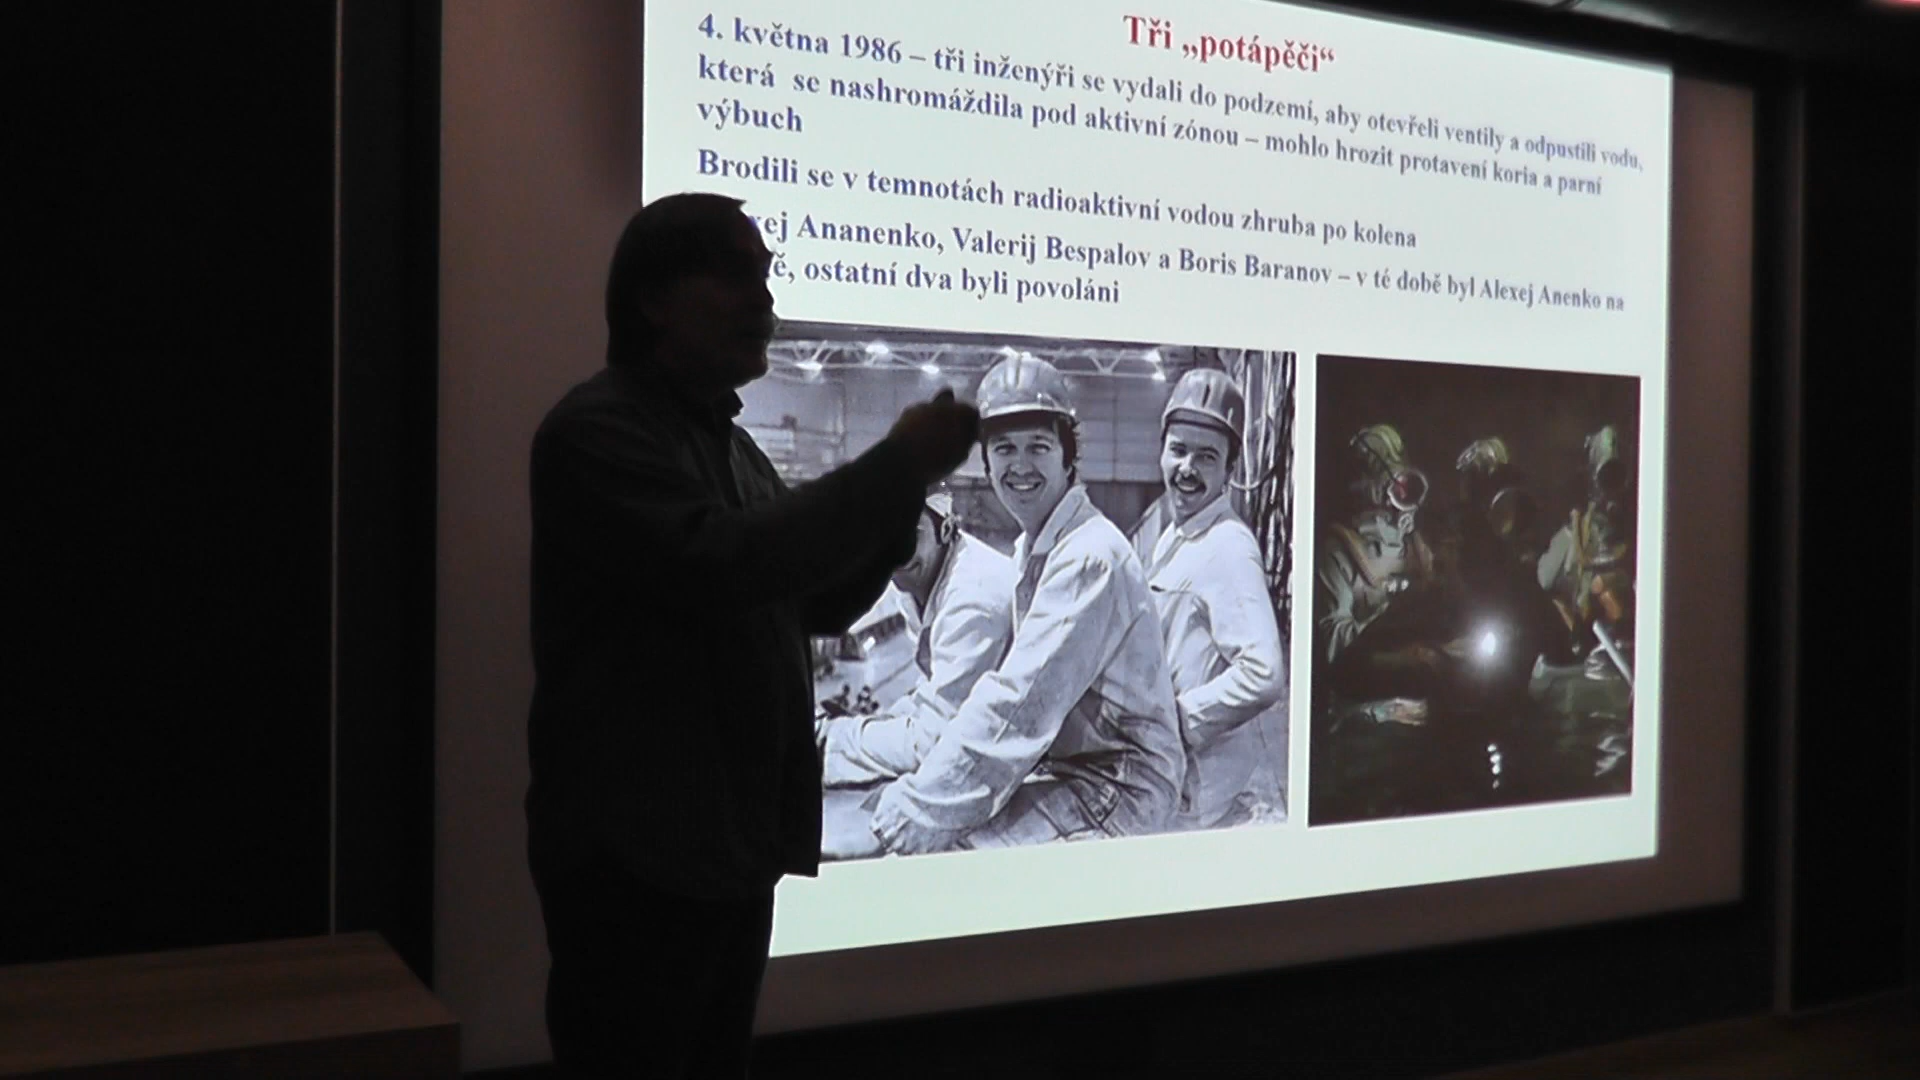 Tři „potápěči“
4. května 1986 – tři inženýři se vydali do podzemí, aby otevřeli ventily a odpustili vodu,
která se nashromáždila pod aktivní zónou – mohlo hrozit protavení koria a parní
výbuch
Brodili se v temnotách radioaktivní vodou zhruba po kolena
ej Ananenko, Valerij Bespalov a Boris Baranov – v té době byl Alexej Anenko na
ě, ostatní dva byli povoláni